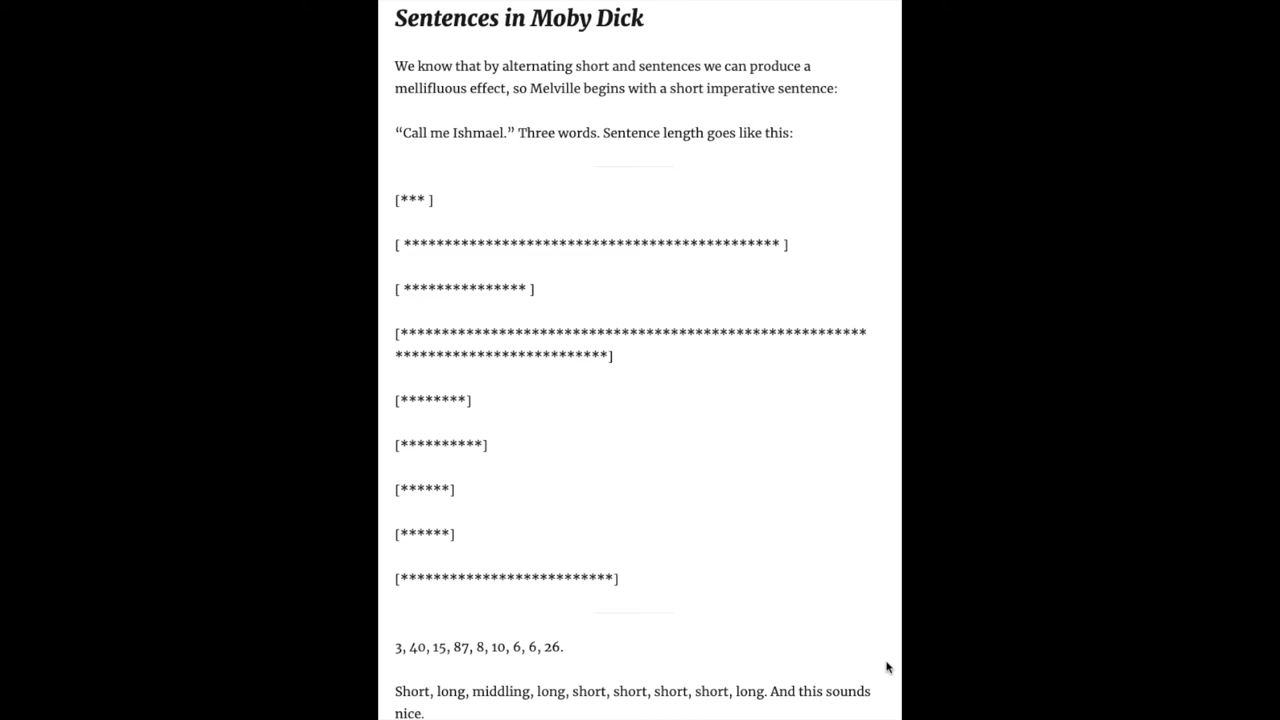 Sentences in Moby Dick
We know that by alternating short and sentences we can produce a
mellifluous effect, so Melville begins with a short imperative sentence:
“Call me Ishmael.” Three words. Sentence length goes like this:
[*** ]
[ ********************************************** ]
[ *************** ]
[*********************************************************
**************************]
[********]
[**********]
[******]
[******]
[**************************]
3, 40, 15, 87, 8, 10, 6, 6, 26.
Short, long, middling, long, short, short, short, short, long. And this sounds
nice.